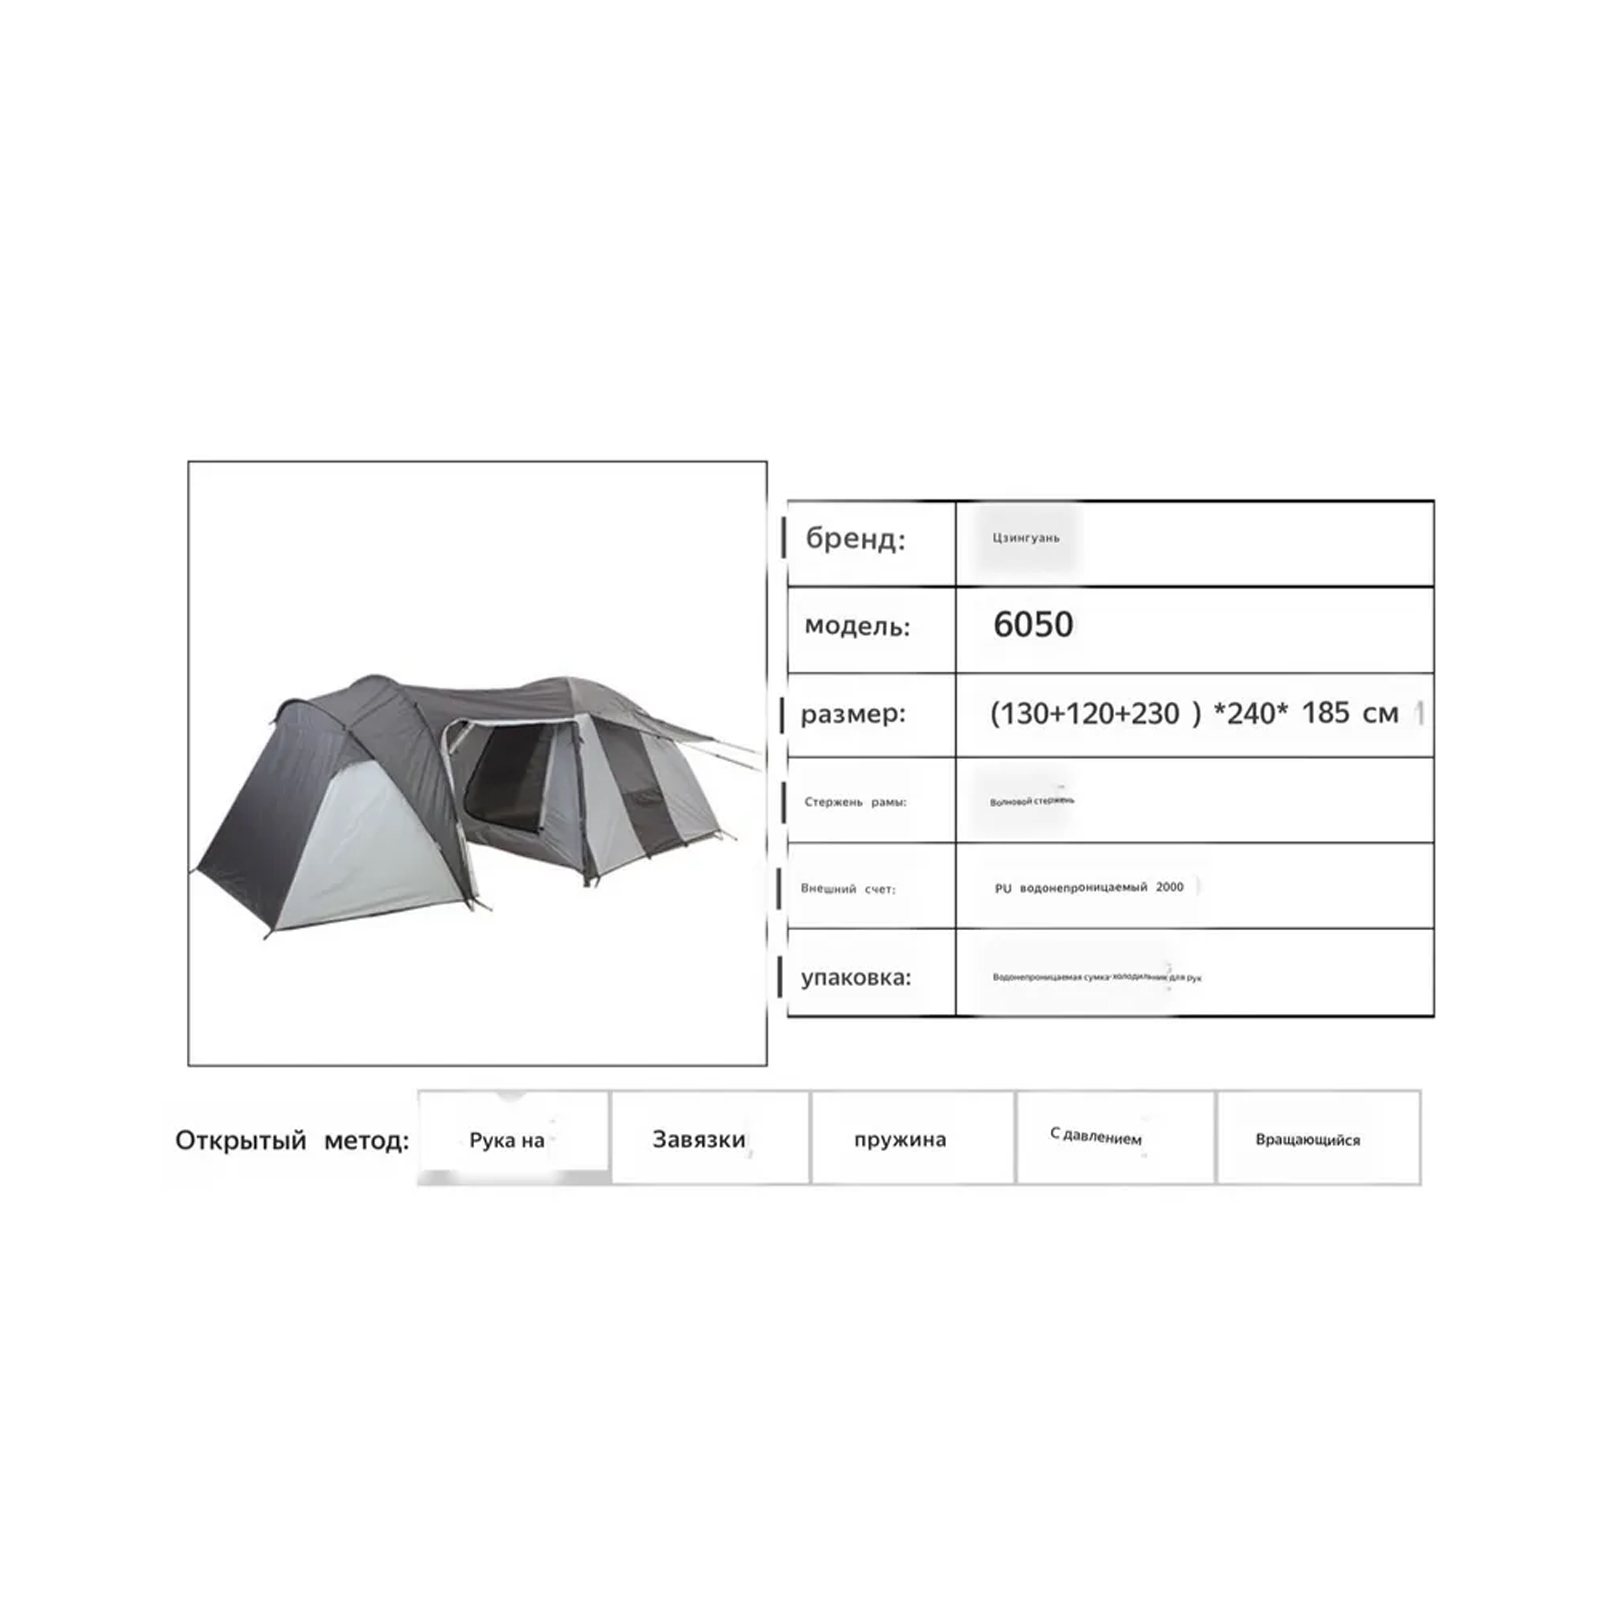 бренд: Цзингуань
модель: 6050
размер: (130+120+230 ) *240* 185 см
Стержень рамы: Волновой стержень
Внешний счет: PU водонепроницаемый 2000
упаковка: Водонепроницаемая сумка-холодильник для рук
Открытый метод: Рука на Завязки пружина С давлением Вращающийся